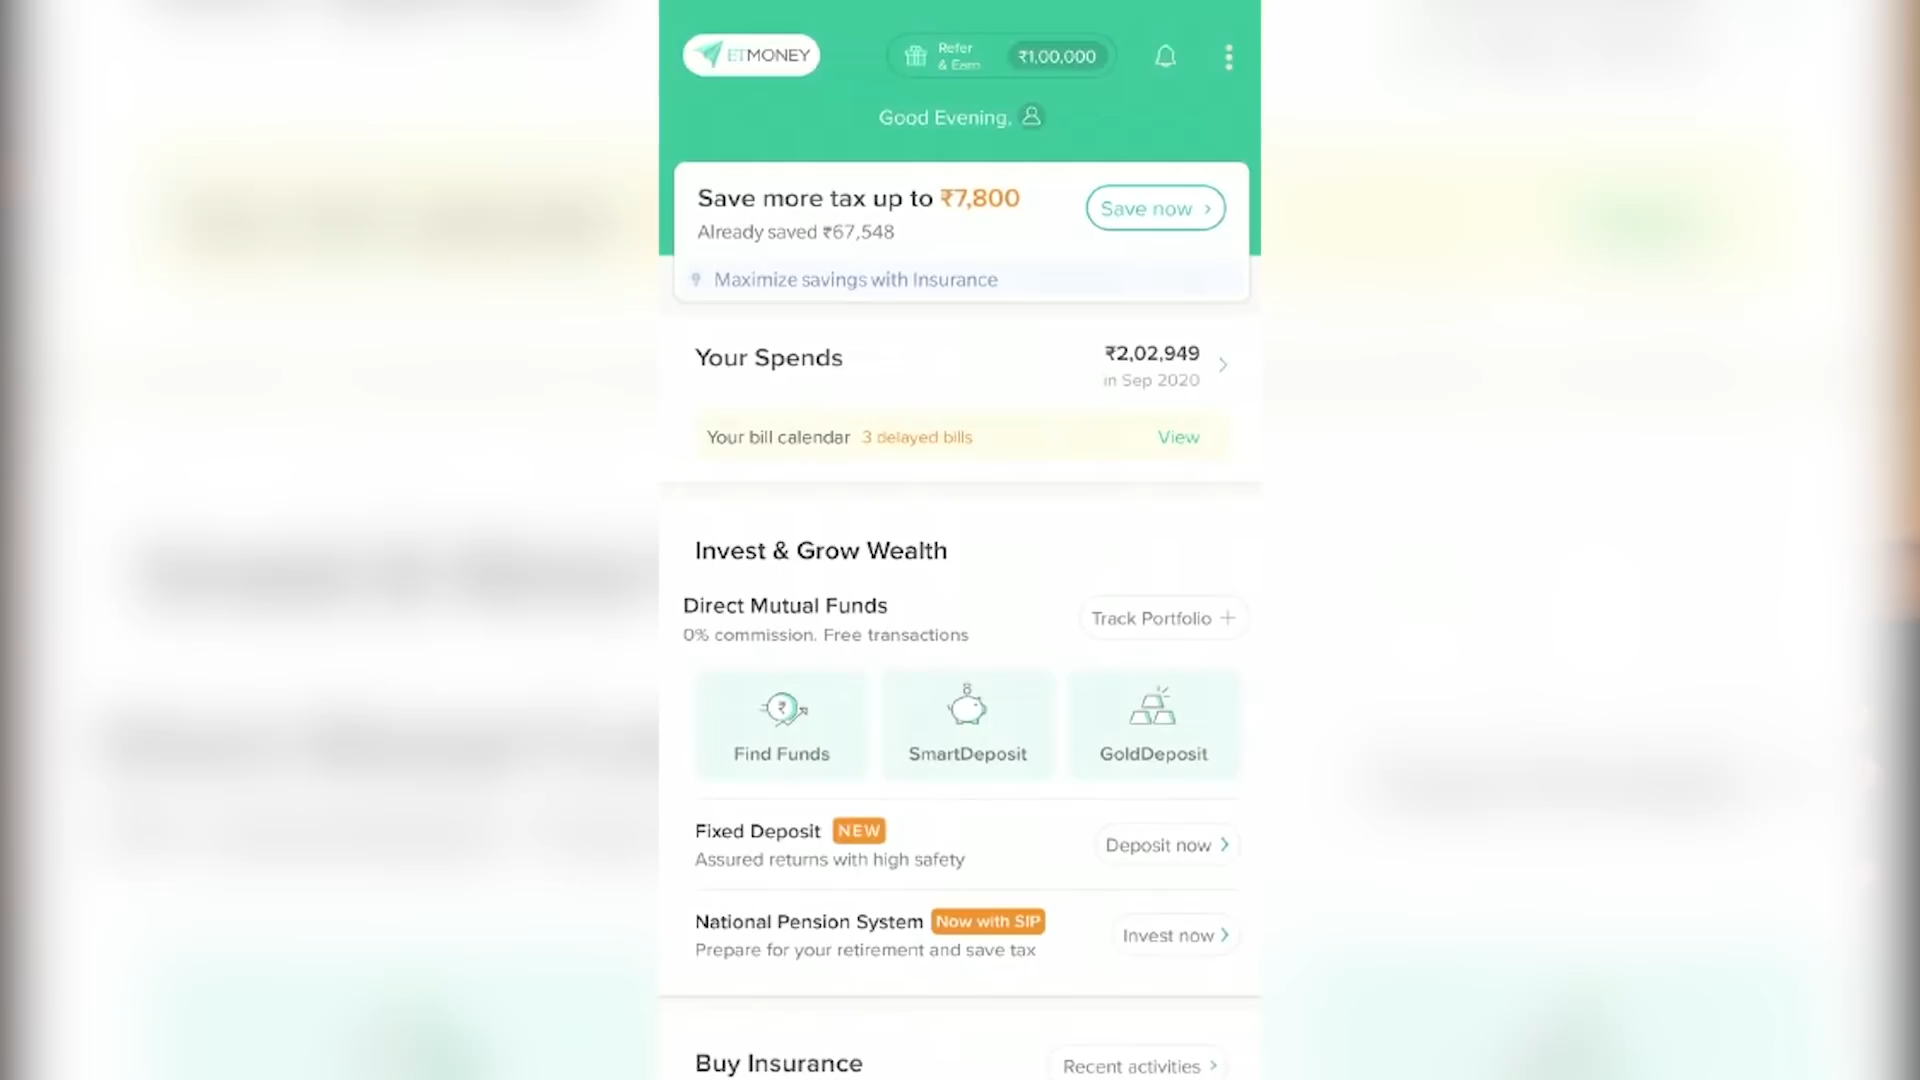 ETMONEY
Refer
& Earn
₹1,00,000
Good Evening,
Save more tax up to ₹7,800
Already saved ₹67,548
Save now
Maximize savings with Insurance
Your Spends
₹2,02,949
in Sep 2020
Your bill calendar 3 delayed bills
View
Invest & Grow Wealth
Direct Mutual Funds
0% commission. Free transactions
Track Portfolio +
Find Funds
SmartDeposit
GoldDeposit
Fixed Deposit NEW
Assured returns with high safety
Deposit now
National Pension System Now with SIP
Prepare for your retirement and save tax
Invest now
Buy Insurance
Recent activities